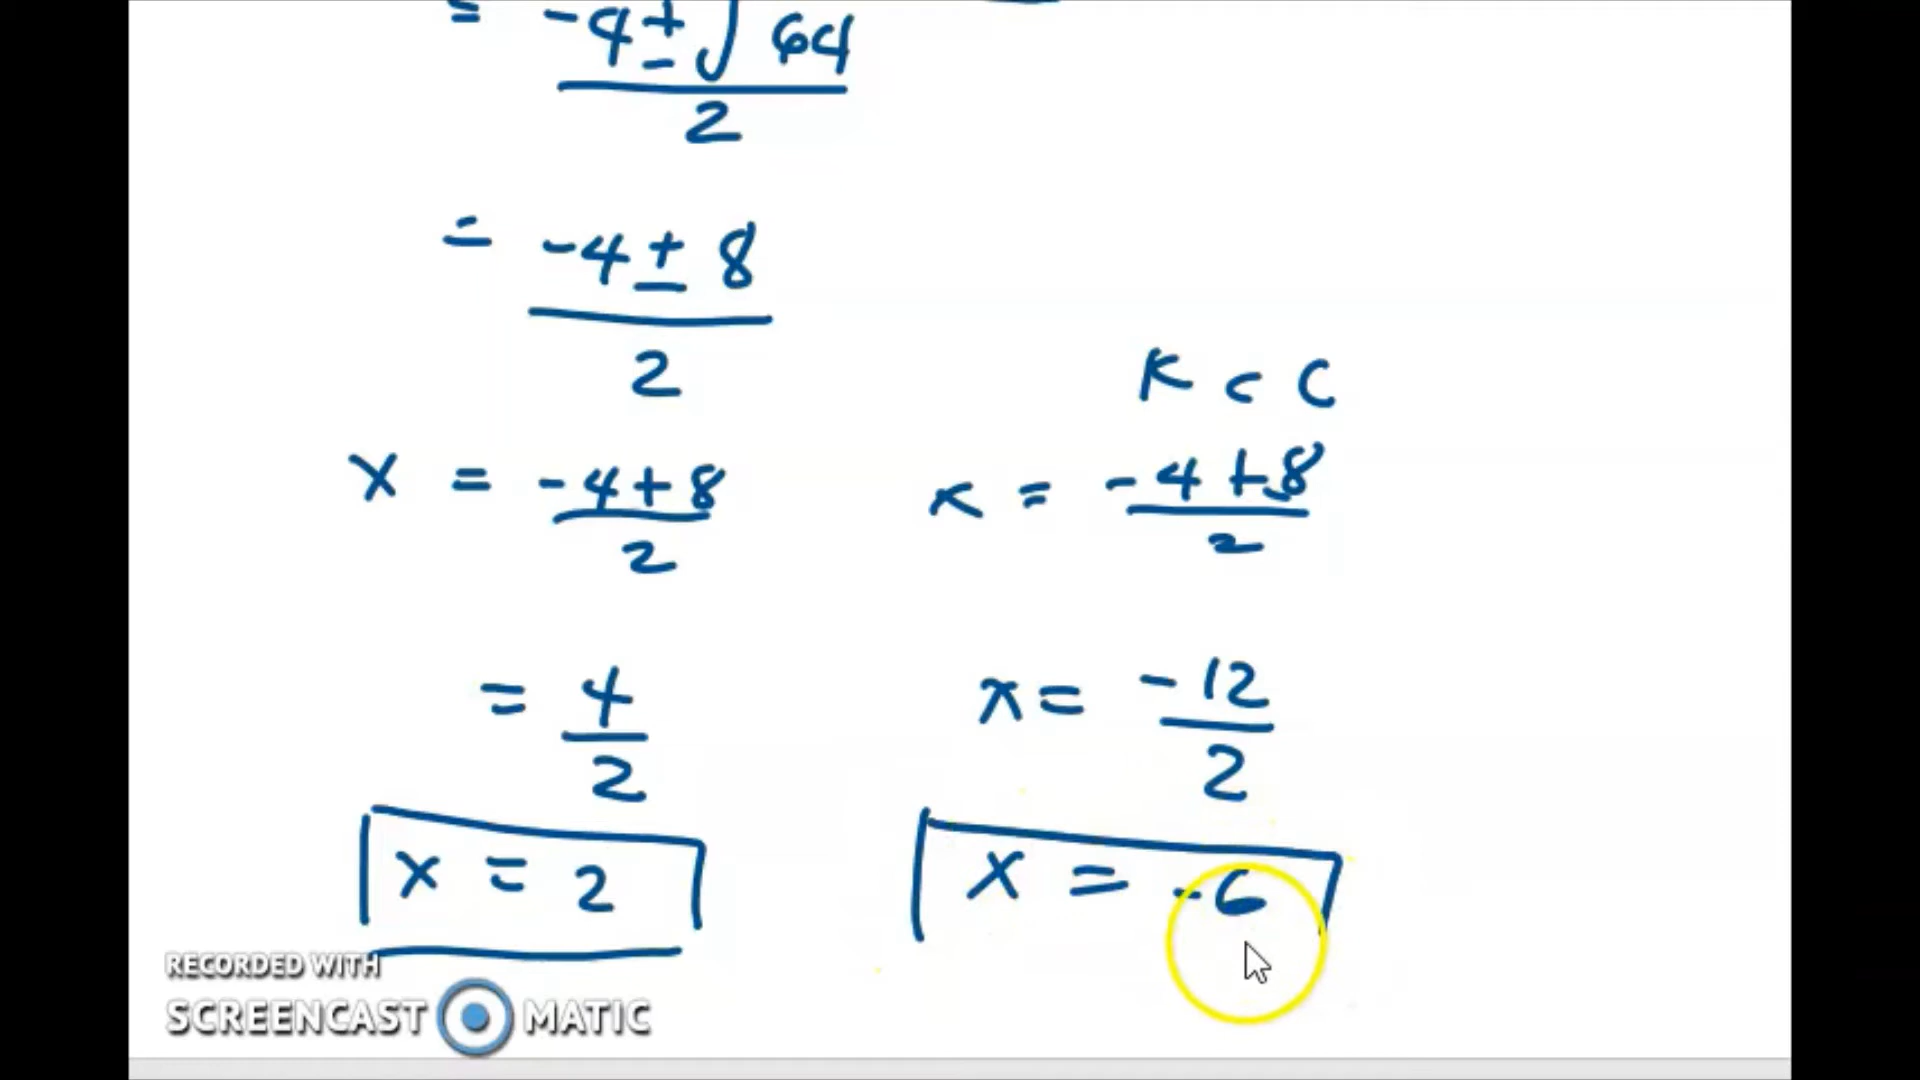 = -4 ± √64
2
= -4 ± 8
2
K C C
x = -4 + 8
2
x = -4 + 8
2
= 4
2
x = -12
2
x = 2
x = -6
RECORDED WITH
SCREENCAST MATIC